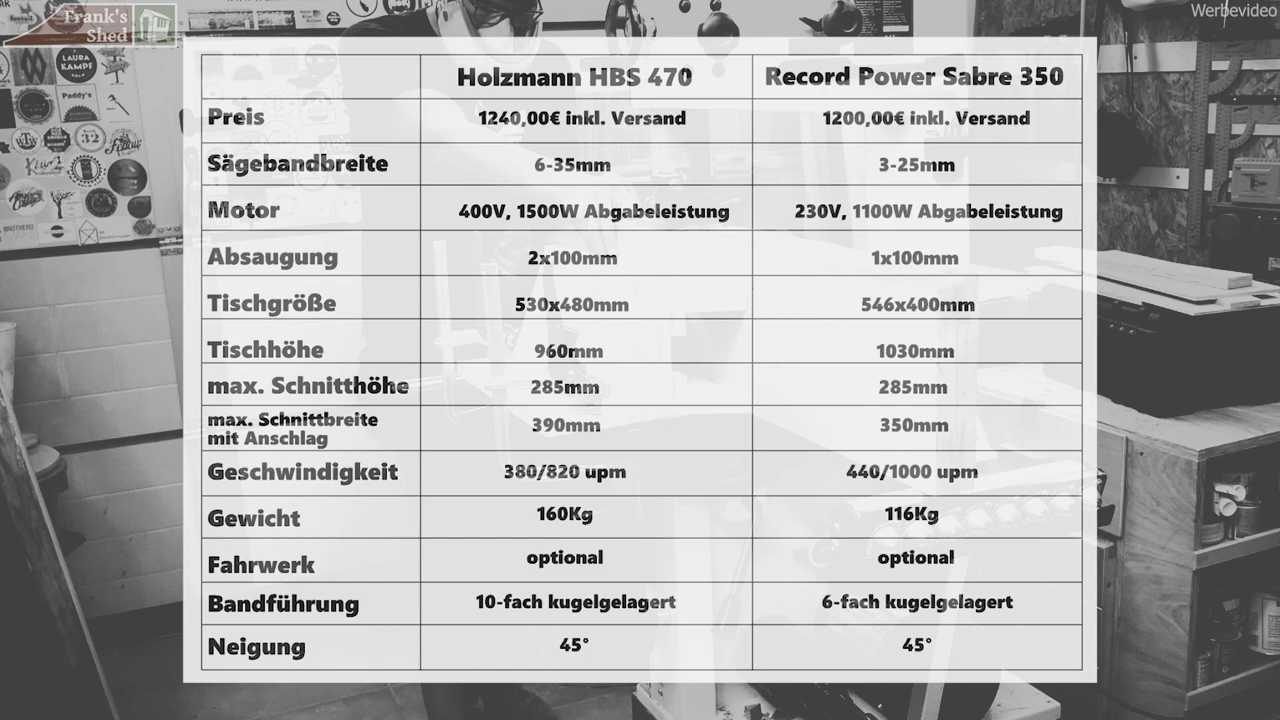 Frank's
Shed
Werbevideo
LAURA
KAMPF
Paddy's
Holzmann HBS 470 Record Power Sabre 350
Preis 1240,00€ inkl. Versand 1200,00€ inkl. Versand
Sägebandbreite 6-35mm 3-25mm
Motor 400V, 1500W Abgabeleistung 230V, 1100W Abgabeleistung
Absaugung 2x100mm 1x100mm
Tischgröße 530x480mm 546x400mm
Tischhöhe 960mm 1030mm
max. Schnitthöhe 285mm 285mm
max. Schnittbreite
mit Anschlag 390mm 350mm
Geschwindigkeit 380/820 upm 440/1000 upm
Gewicht 160Kg 116Kg
Fahrwerk optional optional
Bandführung 10-fach kugelgelagert 6-fach kugelgelagert
Neigung 45° 45°